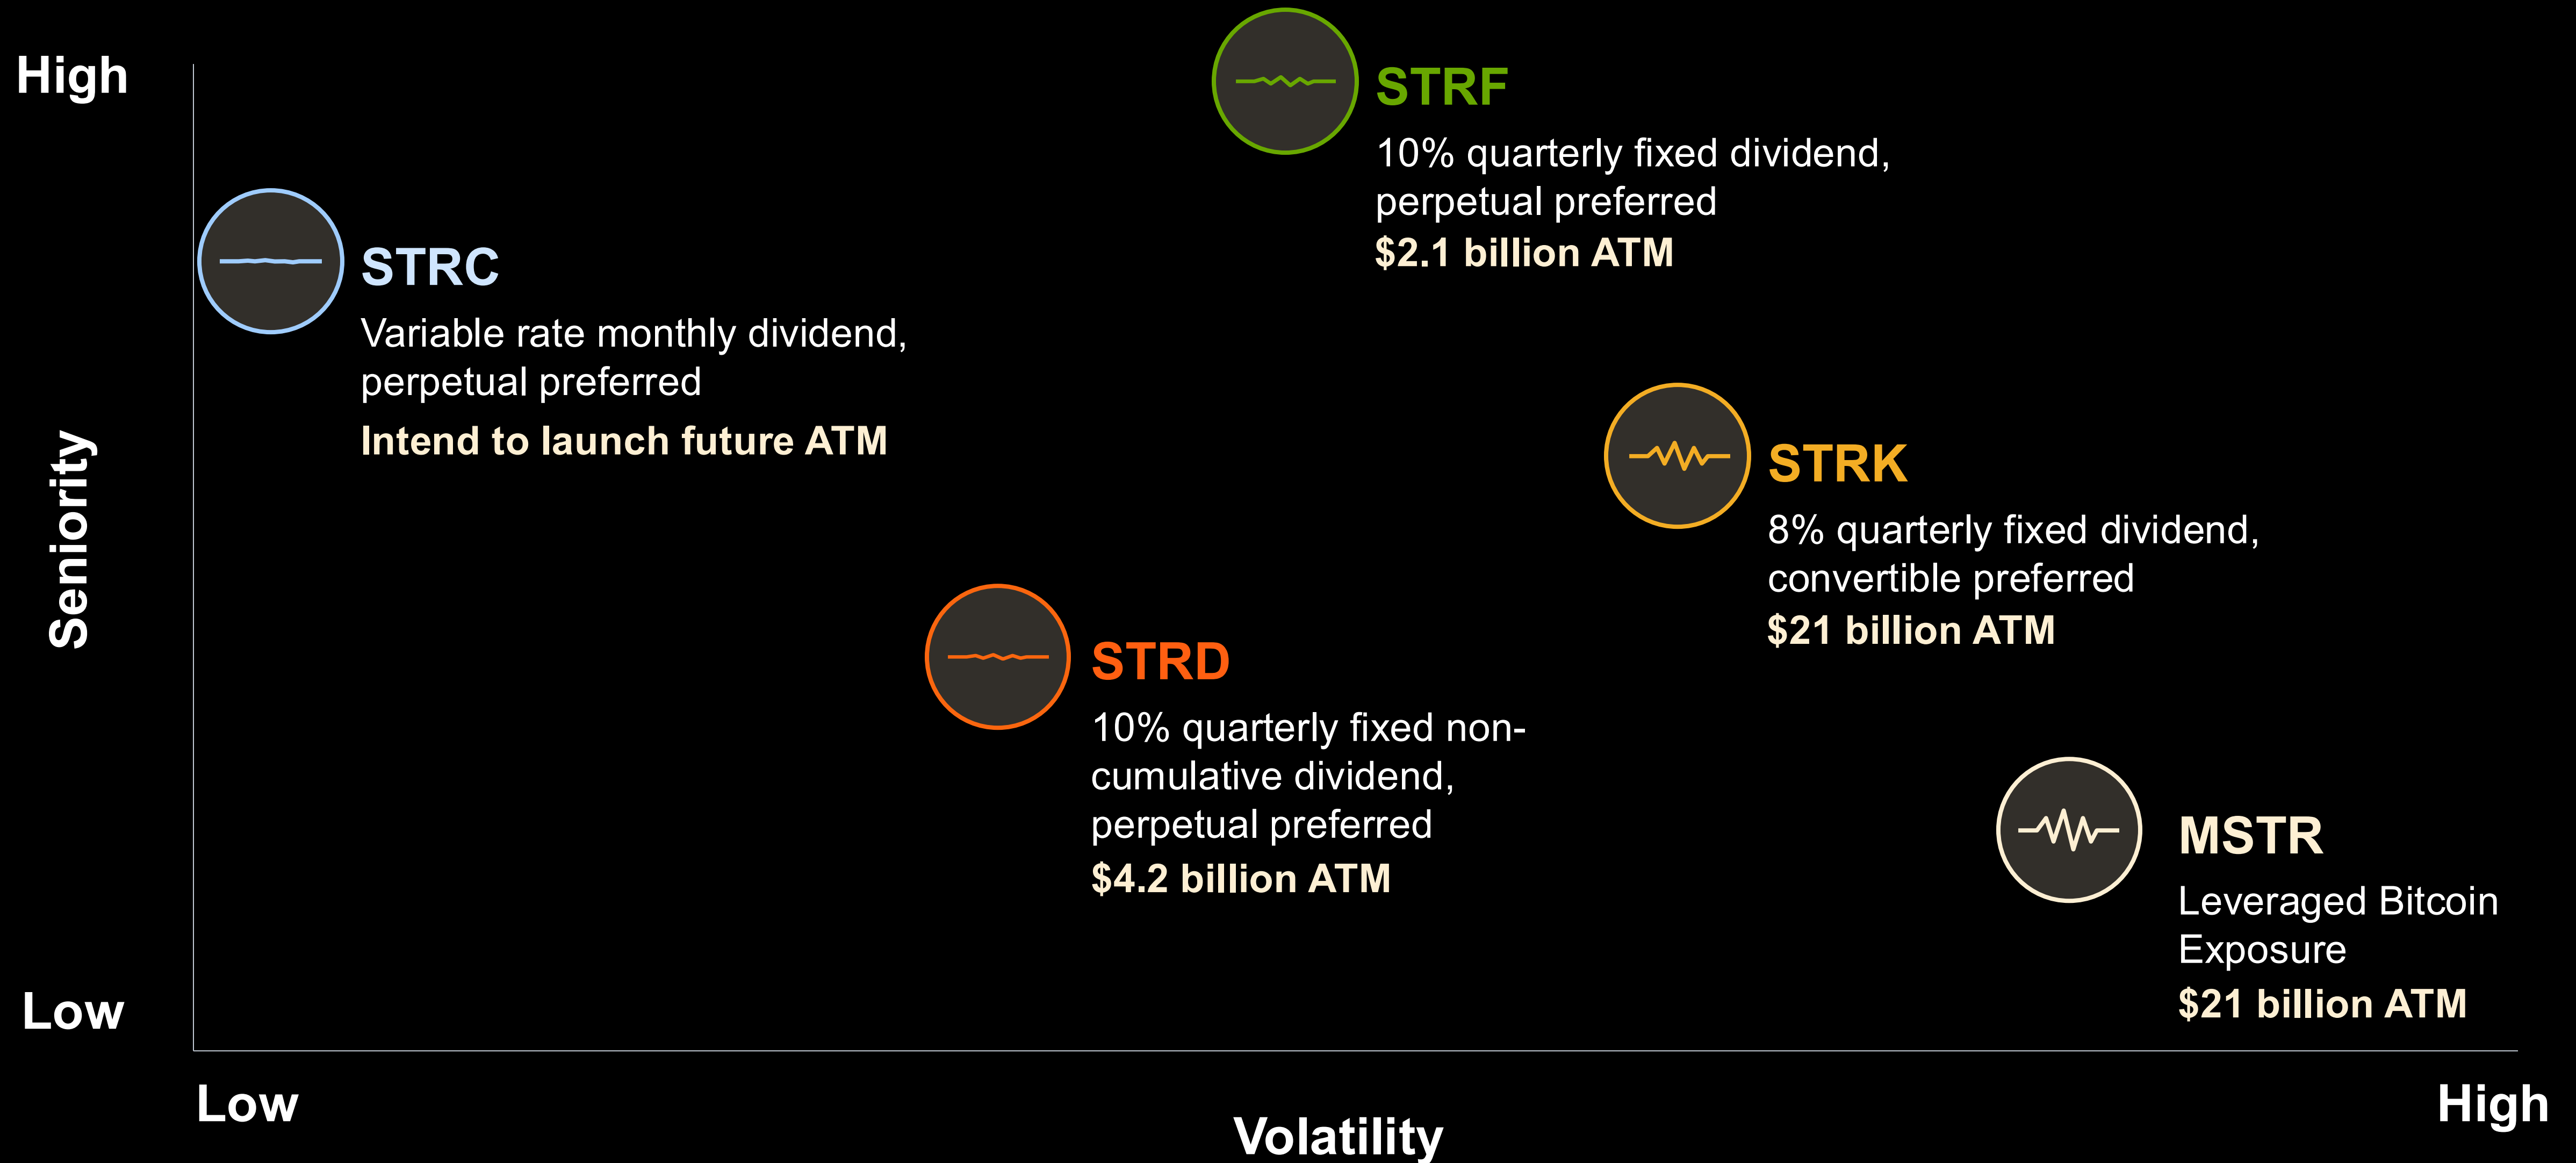 High
STRF
10% quarterly fixed dividend,
perpetual preferred
$2.1 billion ATM
STRC
Variable rate monthly dividend,
perpetual preferred
Intend to launch future ATM
Seniority
STRK
8% quarterly fixed dividend,
convertible preferred
$21 billion ATM
STRD
10% quarterly fixed non-
cumulative dividend,
perpetual preferred
$4.2 billion ATM
MSTR
Leveraged Bitcoin
Exposure
$21 billion ATM
Low
Low
Volatility
High